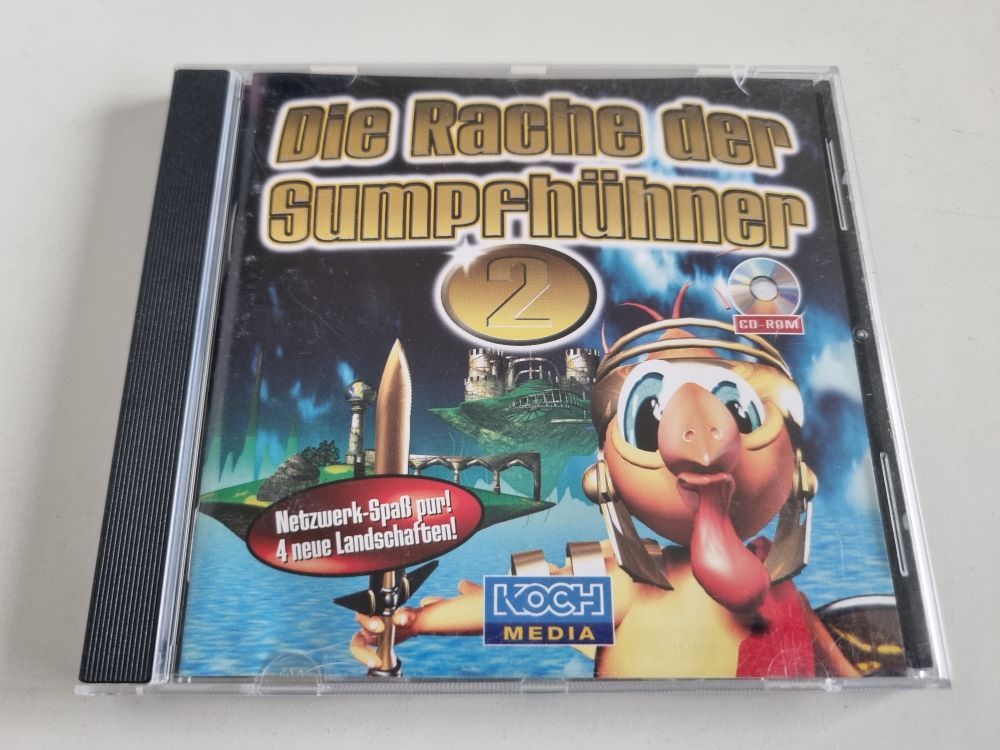 Die Rache der
Sumpfhühner
2
CD-ROM
Netzwerk-Spaß pur!
4 neue Landschaften!
KOCH
MEDIA